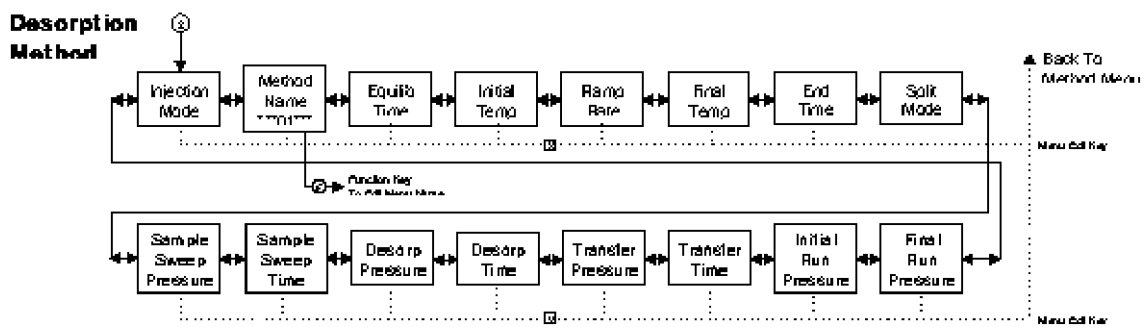 Desorption
Method
Back To
Method Menu
Injection
Mode
Method
Name
Equilib
Time
Initial
Temp
Ramp
Rare
Final
Temp
End
Time
Split
Mode
Menu Exit Key
Function Key
Sample
Sweep
Pressure
Sample
Sweep
Time
Desorp
Pressure
Desorp
Time
Transfer
Pressure
Transfer
Time
Initial
Run
Pressure
Final
Run
Pressure
Menu Exit Key